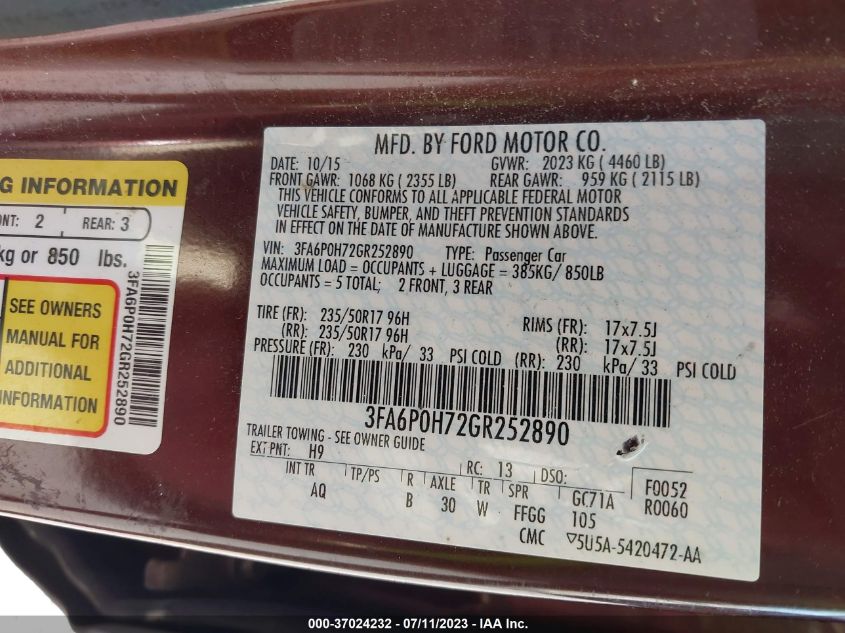 G INFORMATION
NT: 2 REAR: 3
kg or 850 lbs.
SEE OWNERS
MANUAL FOR
ADDITIONAL
INFORMATION
3FA6P0H72GR252890
MFD. BY FORD MOTOR CO.
DATE: 10/15 GVWR: 2023 KG ( 4460 LB)
FRONT GAWR: 1068 KG ( 2355 LB) REAR GAWR: 959 KG ( 2115 LB)
THIS VEHICLE CONFORMS TO ALL APPLICABLE FEDERAL MOTOR
VEHICLE SAFETY, BUMPER, AND THEFT PREVENTION STANDARDS
IN EFFECT ON THE DATE OF MANUFACTURE SHOWN ABOVE.
VIN: 3FA6P0H72GR252890 TYPE: Passenger Car
MAXIMUM LOAD = OCCUPANTS + LUGGAGE = 385KG/ 850LB
OCCUPANTS = 5 TOTAL; 2 FRONT, 3 REAR
TIRE (FR): 235/50R17 96H RIMS (FR): 17x7.5J
(RR): 235/50R17 96H (RR): 17x7.5J
PRESSURE (FR): 230 kPa/ 33 PSI COLD (RR): 230 kPa/ 33 PSI COLD
3FA6P0H72GR252890
TRAILER TOWING - SEE OWNER GUIDE
EXT PNT: H9 RC: 13 DSO: F0052
INT TR TP/PS R AXLE TR SPR GC71A R0060
AQ B 30 W FFGG 105
CMC ▽5U5A-5420472-AA
000-37024232 - 07/11/2023 - IAA Inc.